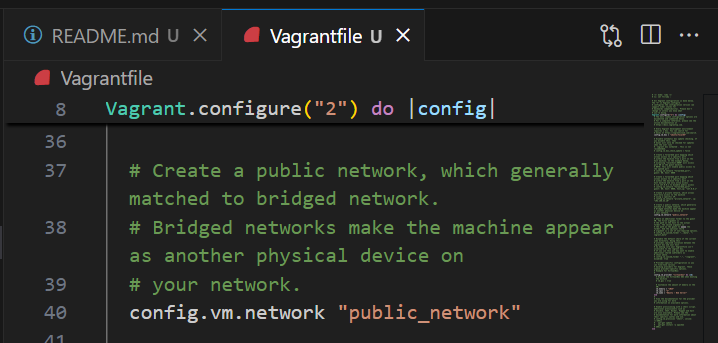 README.md U
Vagrantfile U
Vagrantfile
8 Vagrant.configure("2") do |config|
36
37 # Create a public network, which generally
matched to bridged network.
38 # Bridged networks make the machine appear
as another physical device on
39 # your network.
40 config.vm.network "public_network"
41